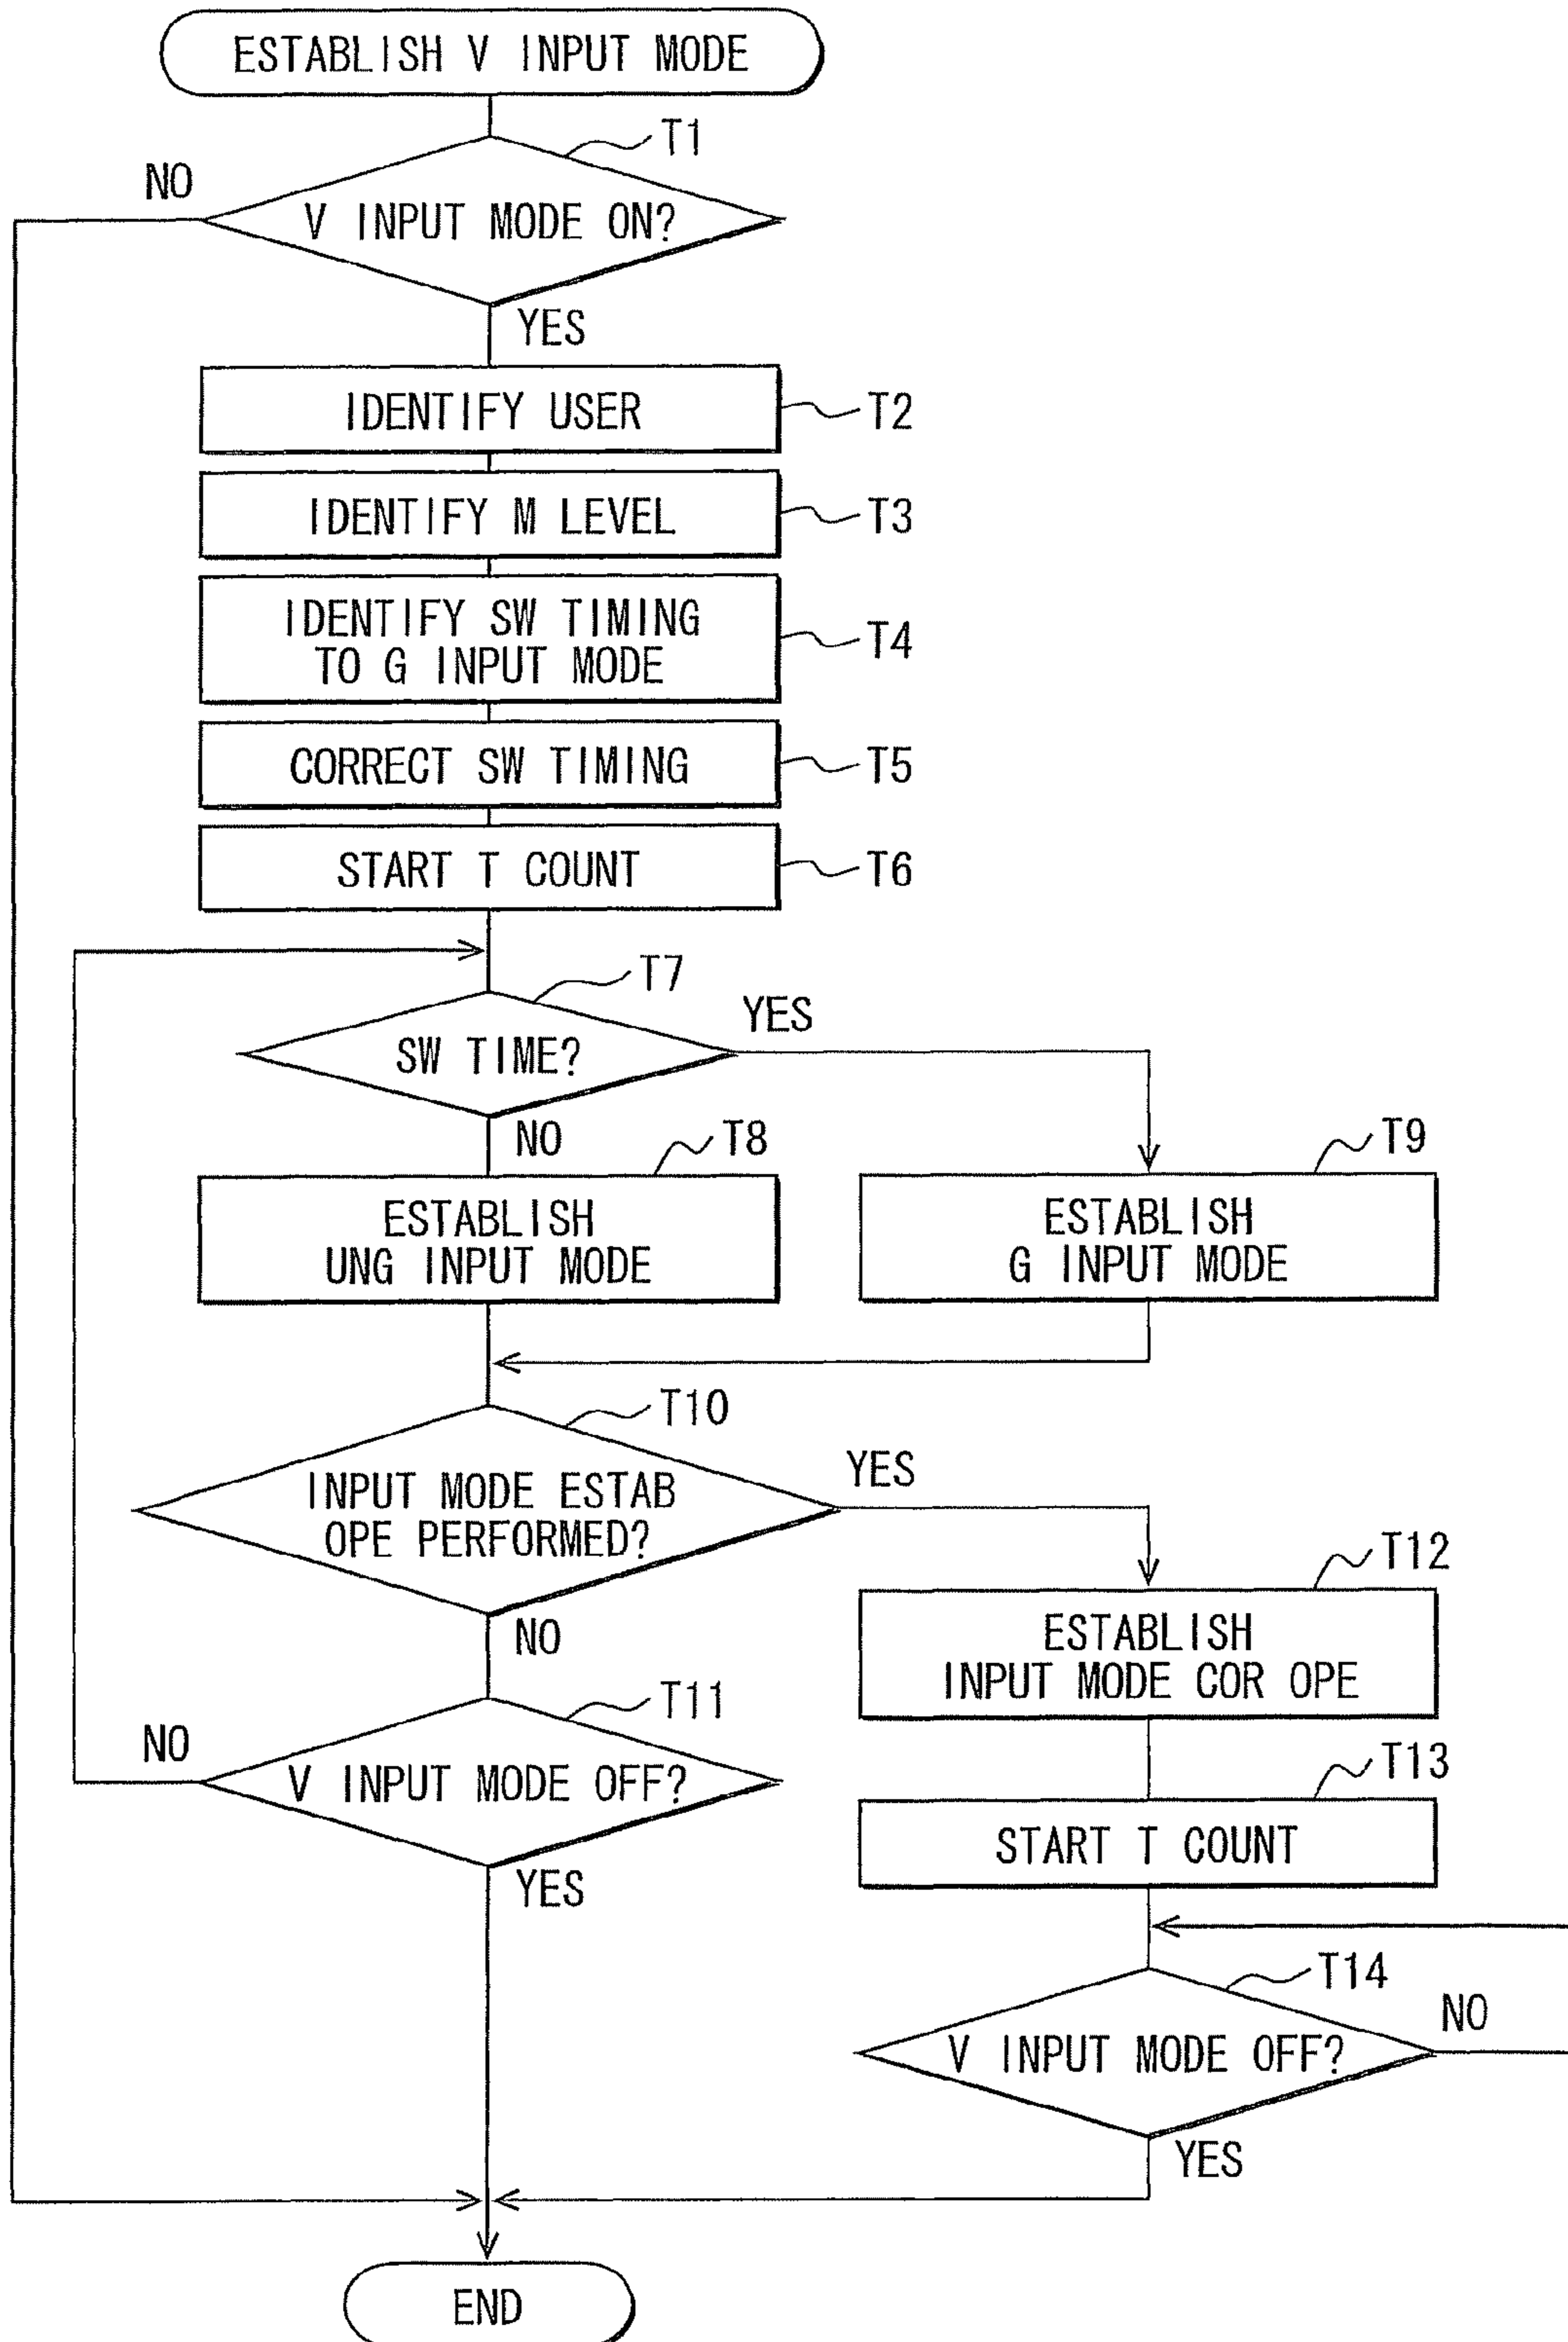 ESTABLISH V INPUT MODE
T1
NO
V INPUT MODE ON?
YES
IDENTIFY USER
T2
IDENTIFY M LEVEL
T3
IDENTIFY SW TIMING
TO G INPUT MODE
T4
CORRECT SW TIMING
T5
START T COUNT
T6
T7
YES
SW TIME?
NO
T8
T9
ESTABLISH
UNG INPUT MODE
ESTABLISH
G INPUT MODE
T10
YES
INPUT MODE ESTAB
OPE PERFORMED?
T12
NO
ESTABLISH
INPUT MODE COR OPE
T11
NO
V INPUT MODE OFF?
T13
START T COUNT
YES
T14
NO
V INPUT MODE OFF?
YES
END